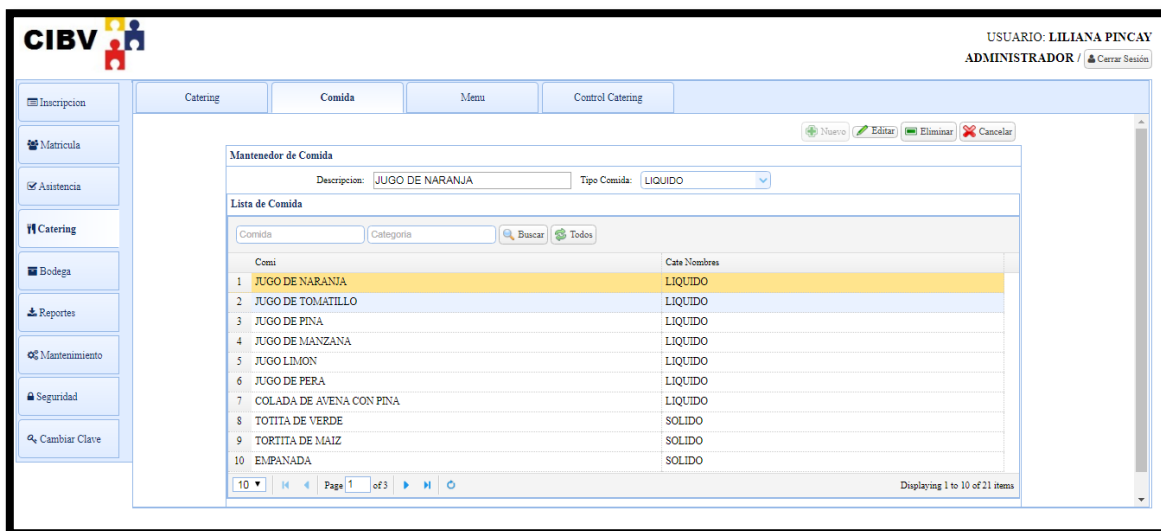 CIBV
USUARIO: LILIANA PINCAY
ADMINISTRADOR / Cerrar Sesión
Inscripcion
Matricula
Asistencia
Catering
Bodega
Reportes
Mantenimiento
Seguridad
Cambiar Clave
Catering Comida Menu Control Catering
Nuevo Editar Eliminar Cancelar
Mantenedor de Comida
Descripcion: JUGO DE NARANJA Tipo Comida: LIQUIDO
Lista de Comida
Comida Categoria Buscar Todos
Comi Cate Nombres
1 JUGO DE NARANJA LIQUIDO
2 JUGO DE TOMATILLO LIQUIDO
3 JUGO DE PINA LIQUIDO
4 JUGO DE MANZANA LIQUIDO
5 JUGO LIMON LIQUIDO
6 JUGO DE PERA LIQUIDO
7 COLADA DE AVENA CON PINA LIQUIDO
8 TOTITA DE VERDE SOLIDO
9 TORTITA DE MAIZ SOLIDO
10 EMPANADA SOLIDO
10 Page 1 of 3 Displaying 1 to 10 of 21 items